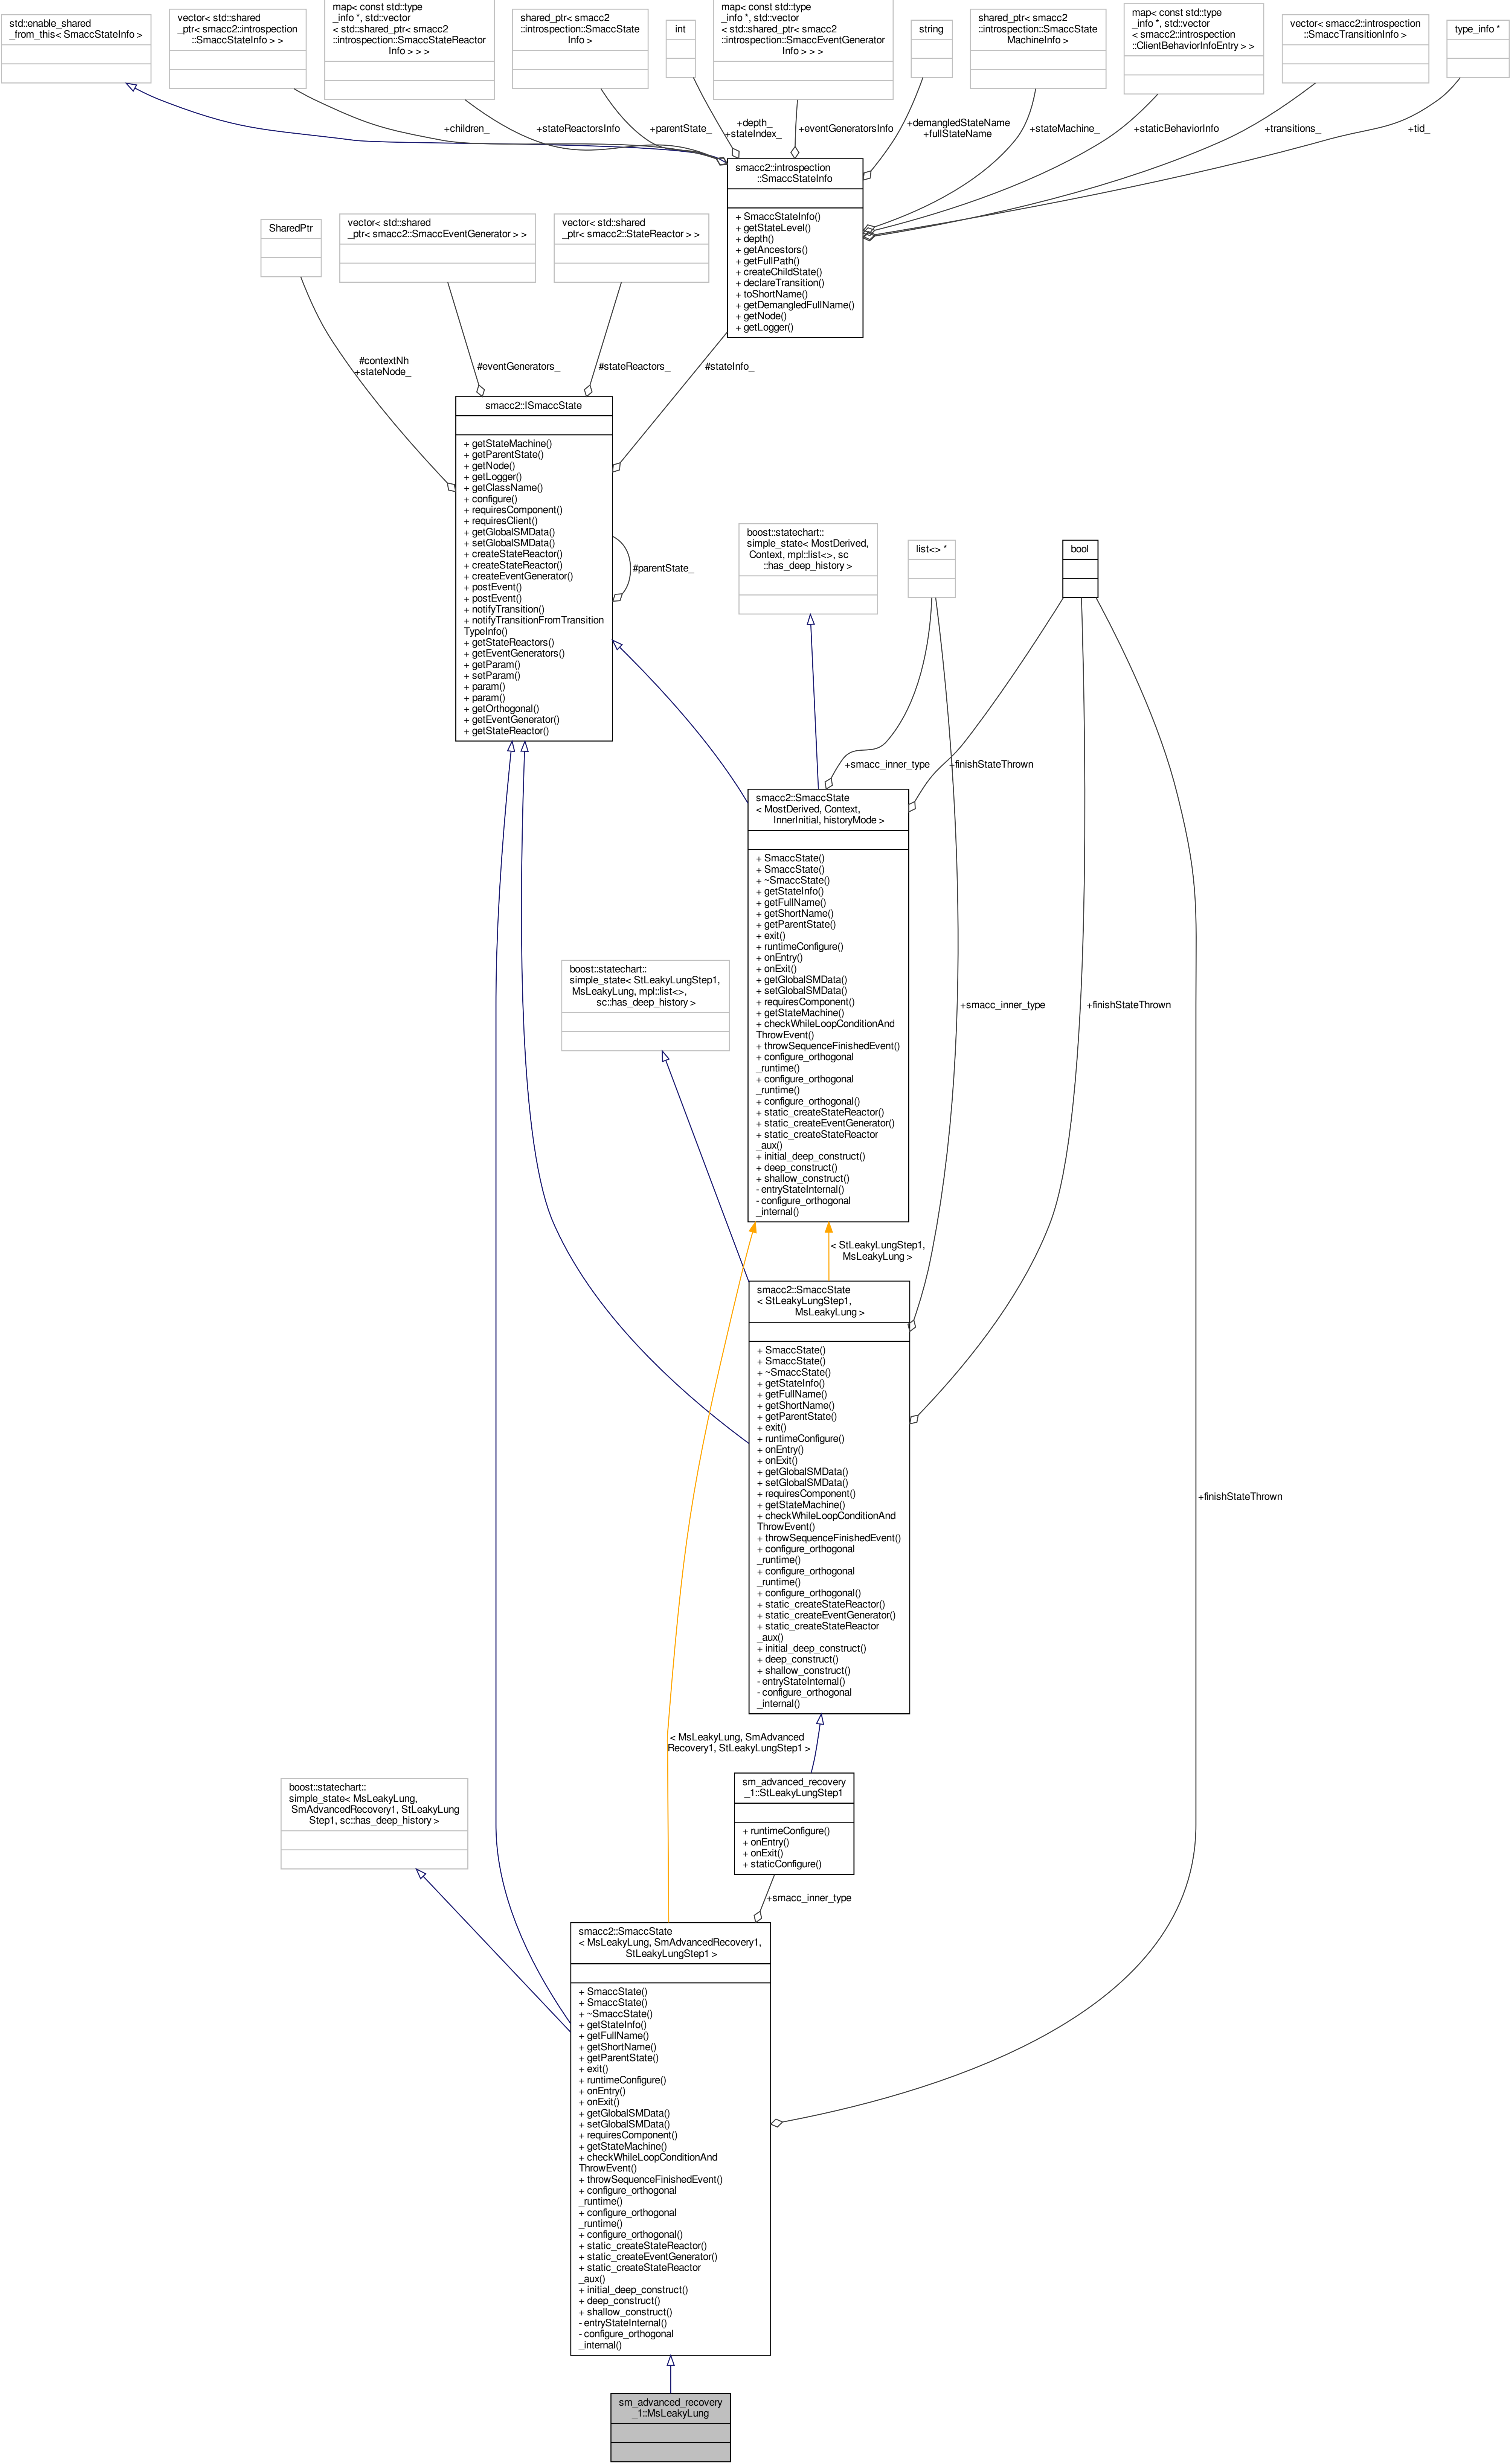 std::enable_shared
_from_this< SmaccStateInfo >
vector< std::shared
_ptr< smacc2::introspection
::SmaccStateInfo > >
map< const std::type
_info *, std::vector
< std::shared_ptr< smacc2
::introspection::SmaccStateReactor
Info > > >
shared_ptr< smacc2
::introspection::SmaccState
Info >
int
map< const std::type
_info *, std::vector
< std::shared_ptr< smacc2
::introspection::SmaccEventGenerator
Info > > >
string
shared_ptr< smacc2
::introspection::SmaccState
MachineInfo >
map< const std::type
_info *, std::vector
< smacc2::introspection
::ClientBehaviorInfoEntry > >
vector< smacc2::introspection
::SmaccTransitionInfo >
type_info *
+children_
+stateReactorsInfo
+parentState_
+depth_
+stateIndex_
+eventGeneratorsInfo
+demangledStateName
+fullStateName
+stateMachine_
+staticBehaviorInfo
+transitions_
+tid_
smacc2::introspection
::SmaccStateInfo
+ SmaccStateInfo()
+ getStateLevel()
+ depth()
+ getAncestors()
+ getFullPath()
+ createChildState()
+ declareTransition()
+ toShortName()
+ getDemangledFullName()
+ getNode()
+ getLogger()
SharedPtr
vector< std::shared
_ptr< smacc2::SmaccEventGenerator > >
vector< std::shared
_ptr< smacc2::StateReactor > >
#contextNh
+stateNode_
#eventGenerators_
#stateReactors_
#stateInfo_
smacc2::ISmaccState
+ getStateMachine()
+ getParentState()
+ getNode()
+ getLogger()
+ getClassName()
+ configure()
+ requiresComponent()
+ requiresClient()
+ getGlobalSMData()
+ setGlobalSMData()
+ createStateReactor()
+ createStateReactor()
+ createEventGenerator()
+ postEvent()
+ postEvent()
+ notifyTransition()
+ notifyTransitionFromTransition
TypeInfo()
+ getStateReactors()
+ getEventGenerators()
+ getParam()
+ setParam()
+ param()
+ param()
+ getOrthogonal()
+ getEventGenerator()
+ getStateReactor()
#parentState_
boost::statechart::
simple_state< MostDerived,
Context, mpl::list<>, sc
::has_deep_history >
list<> *
bool
+smacc_inner_type
+finishStateThrown
smacc2::SmaccState
< MostDerived, Context,
InnerInitial, historyMode >
+ SmaccState()
+ SmaccState()
+ ~SmaccState()
+ getStateInfo()
+ getFullName()
+ getShortName()
+ getParentState()
+ exit()
+ runtimeConfigure()
+ onEntry()
+ onExit()
+ getGlobalSMData()
+ setGlobalSMData()
+ requiresComponent()
+ getStateMachine()
+ checkWhileLoopConditionAnd
ThrowEvent()
+ throwSequenceFinishedEvent()
+ configure_orthogonal
_runtime()
+ configure_orthogonal
_runtime()
+ configure_orthogonal()
+ static_createStateReactor()
+ static_createEventGenerator()
+ static_createStateReactor
_aux()
+ initial_deep_construct()
+ deep_construct()
+ shallow_construct()
- entryStateInternal()
- configure_orthogonal
_internal()
boost::statechart::
simple_state< StLeakyLungStep1,
MsLeakyLung, mpl::list<>,
sc::has_deep_history >
+smacc_inner_type
+finishStateThrown
< StLeakyLungStep1,
MsLeakyLung >
smacc2::SmaccState
< StLeakyLungStep1,
MsLeakyLung >
+ SmaccState()
+ SmaccState()
+ ~SmaccState()
+ getStateInfo()
+ getFullName()
+ getShortName()
+ getParentState()
+ exit()
+ runtimeConfigure()
+ onEntry()
+ onExit()
+ getGlobalSMData()
+ setGlobalSMData()
+ requiresComponent()
+ getStateMachine()
+ checkWhileLoopConditionAnd
ThrowEvent()
+ throwSequenceFinishedEvent()
+ configure_orthogonal
_runtime()
+ configure_orthogonal
_runtime()
+ configure_orthogonal()
+ static_createStateReactor()
+ static_createEventGenerator()
+ static_createStateReactor
_aux()
+ initial_deep_construct()
+ deep_construct()
+ shallow_construct()
- entryStateInternal()
- configure_orthogonal
_internal()
+finishStateThrown
< MsLeakyLung, SmAdvanced
Recovery1, StLeakyLungStep1 >
boost::statechart::
simple_state< MsLeakyLung,
SmAdvancedRecovery1, StLeakyLung
Step1, sc::has_deep_history >
sm_advanced_recovery
_1::StLeakyLungStep1
+ runtimeConfigure()
+ onEntry()
+ onExit()
+ staticConfigure()
+smacc_inner_type
smacc2::SmaccState
< MsLeakyLung, SmAdvancedRecovery1,
StLeakyLungStep1 >
+ SmaccState()
+ SmaccState()
+ ~SmaccState()
+ getStateInfo()
+ getFullName()
+ getShortName()
+ getParentState()
+ exit()
+ runtimeConfigure()
+ onEntry()
+ onExit()
+ getGlobalSMData()
+ setGlobalSMData()
+ requiresComponent()
+ getStateMachine()
+ checkWhileLoopConditionAnd
ThrowEvent()
+ throwSequenceFinishedEvent()
+ configure_orthogonal
_runtime()
+ configure_orthogonal
_runtime()
+ configure_orthogonal()
+ static_createStateReactor()
+ static_createEventGenerator()
+ static_createStateReactor
_aux()
+ initial_deep_construct()
+ deep_construct()
+ shallow_construct()
- entryStateInternal()
- configure_orthogonal
_internal()
sm_advanced_recovery
_1::MsLeakyLung